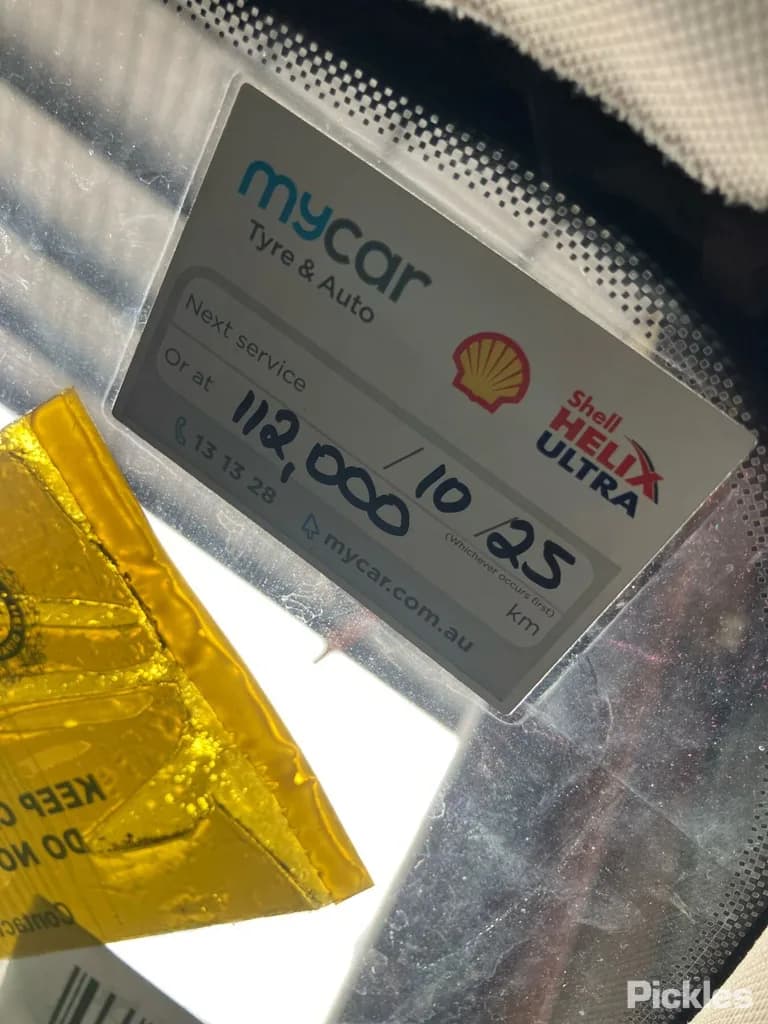 mycar
Tyre & Auto
Shell
HELIX
ULTRA
Next service / 10 / 25
(Whichever occurs first)
Or at 112,000 km
13 13 28 mycar.com.au
KEEP
DO NO
Contac
Pickles